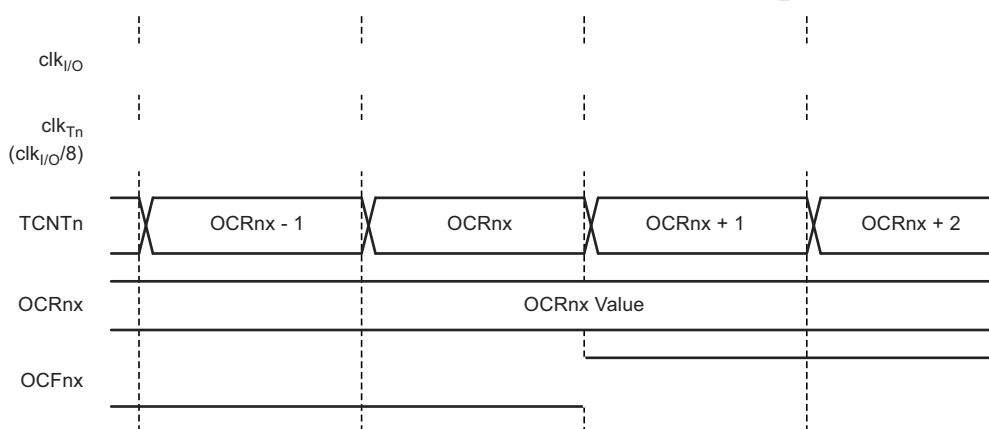 clkI/O
clkTn
(clkI/O/8)
TCNTn
OCRnx - 1
OCRnx
OCRnx + 1
OCRnx + 2
OCRnx
OCRnx Value
OCFnx